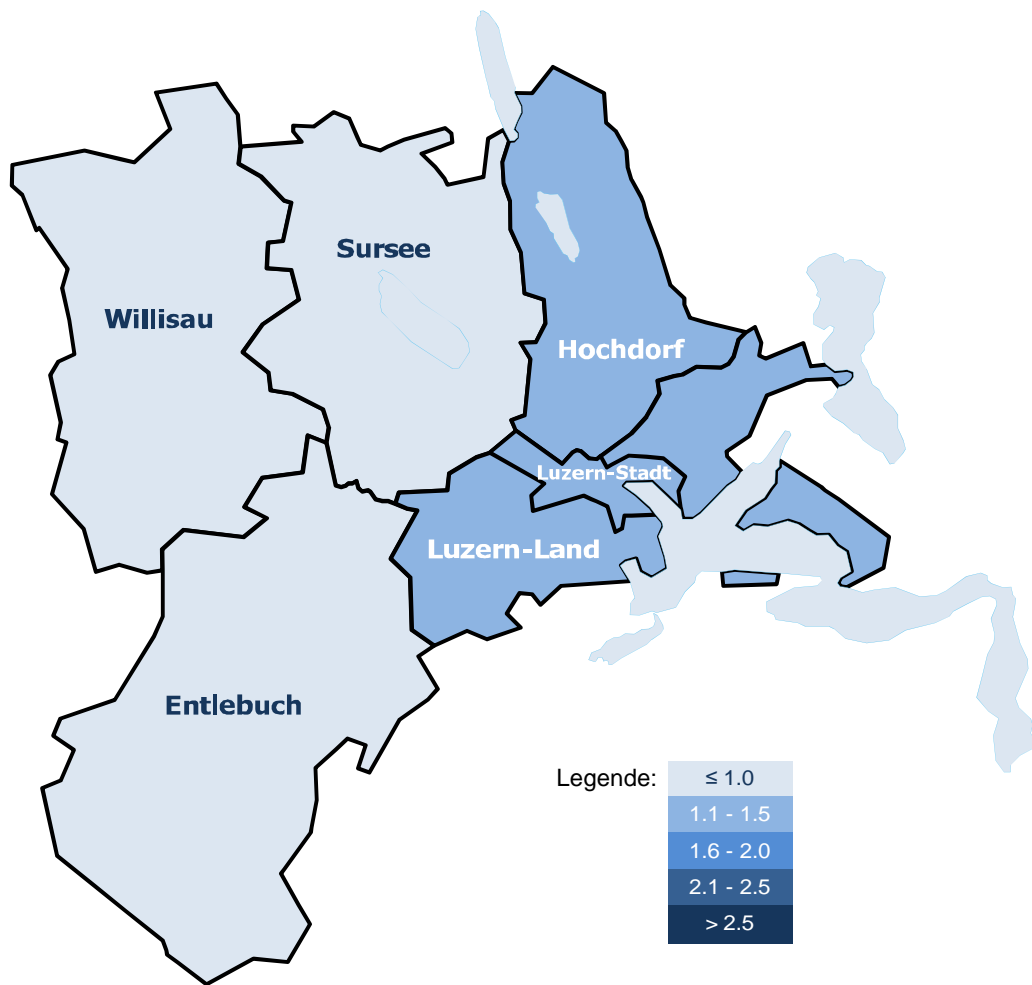 Sursee
Willisau
Hochdorf
Luzern-Stadt
Luzern-Land
Entlebuch
Legende:
≤ 1.0
1.1 - 1.5
1.6 - 2.0
2.1 - 2.5
> 2.5